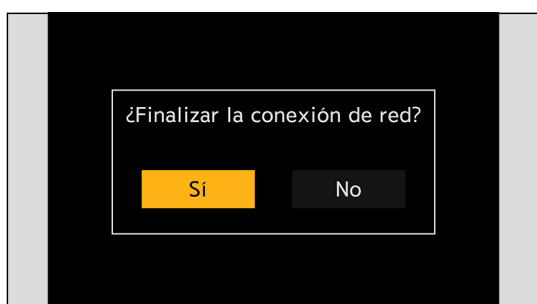 ¿Finalizar la conexión de red?
Sí
No